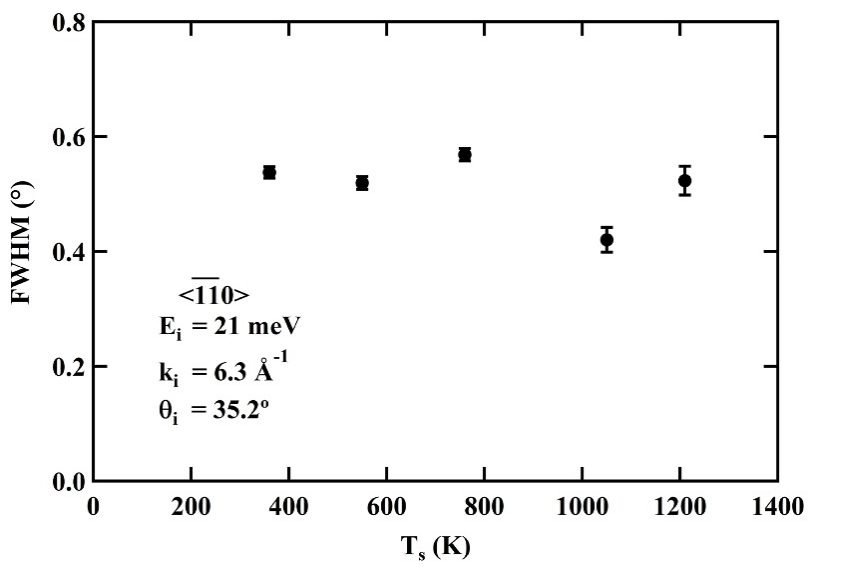 0.8
0.6
0.4
0.2
0.0
FWHM (°)
<1̅1̅0>
Eᵢ = 21 meV
kᵢ = 6.3 Å⁻¹
θᵢ = 35.2º
0 200 400 600 800 1000 1200 1400
Tₛ (K)